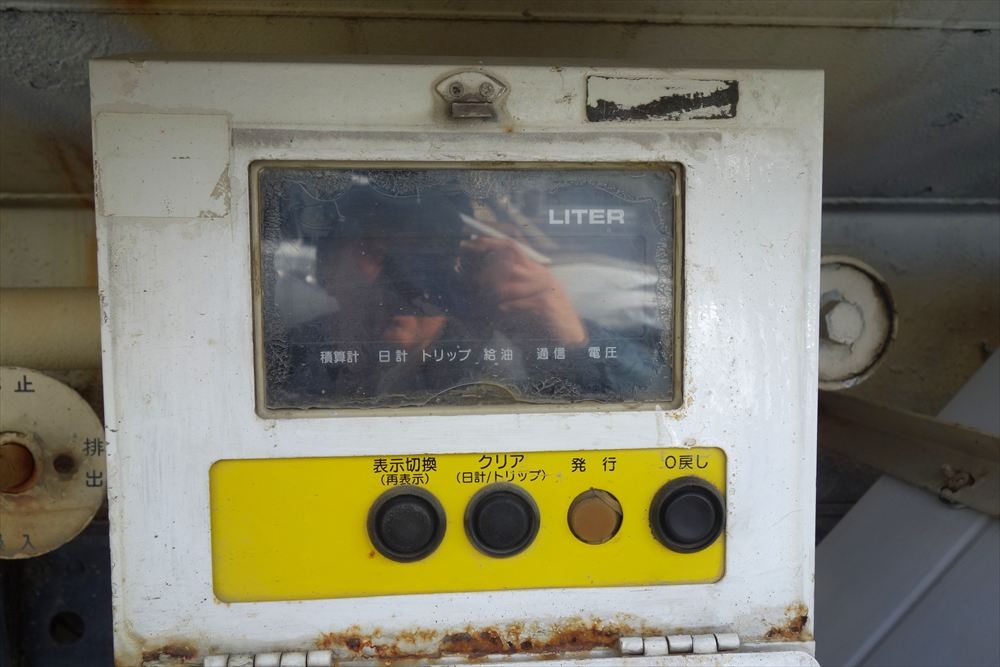 LITER
積算計 日計 トリップ 給油 通信 電圧
表示切換
(再表示)
クリア
(日計/トリップ)
発行
0戻し
止
排出
入